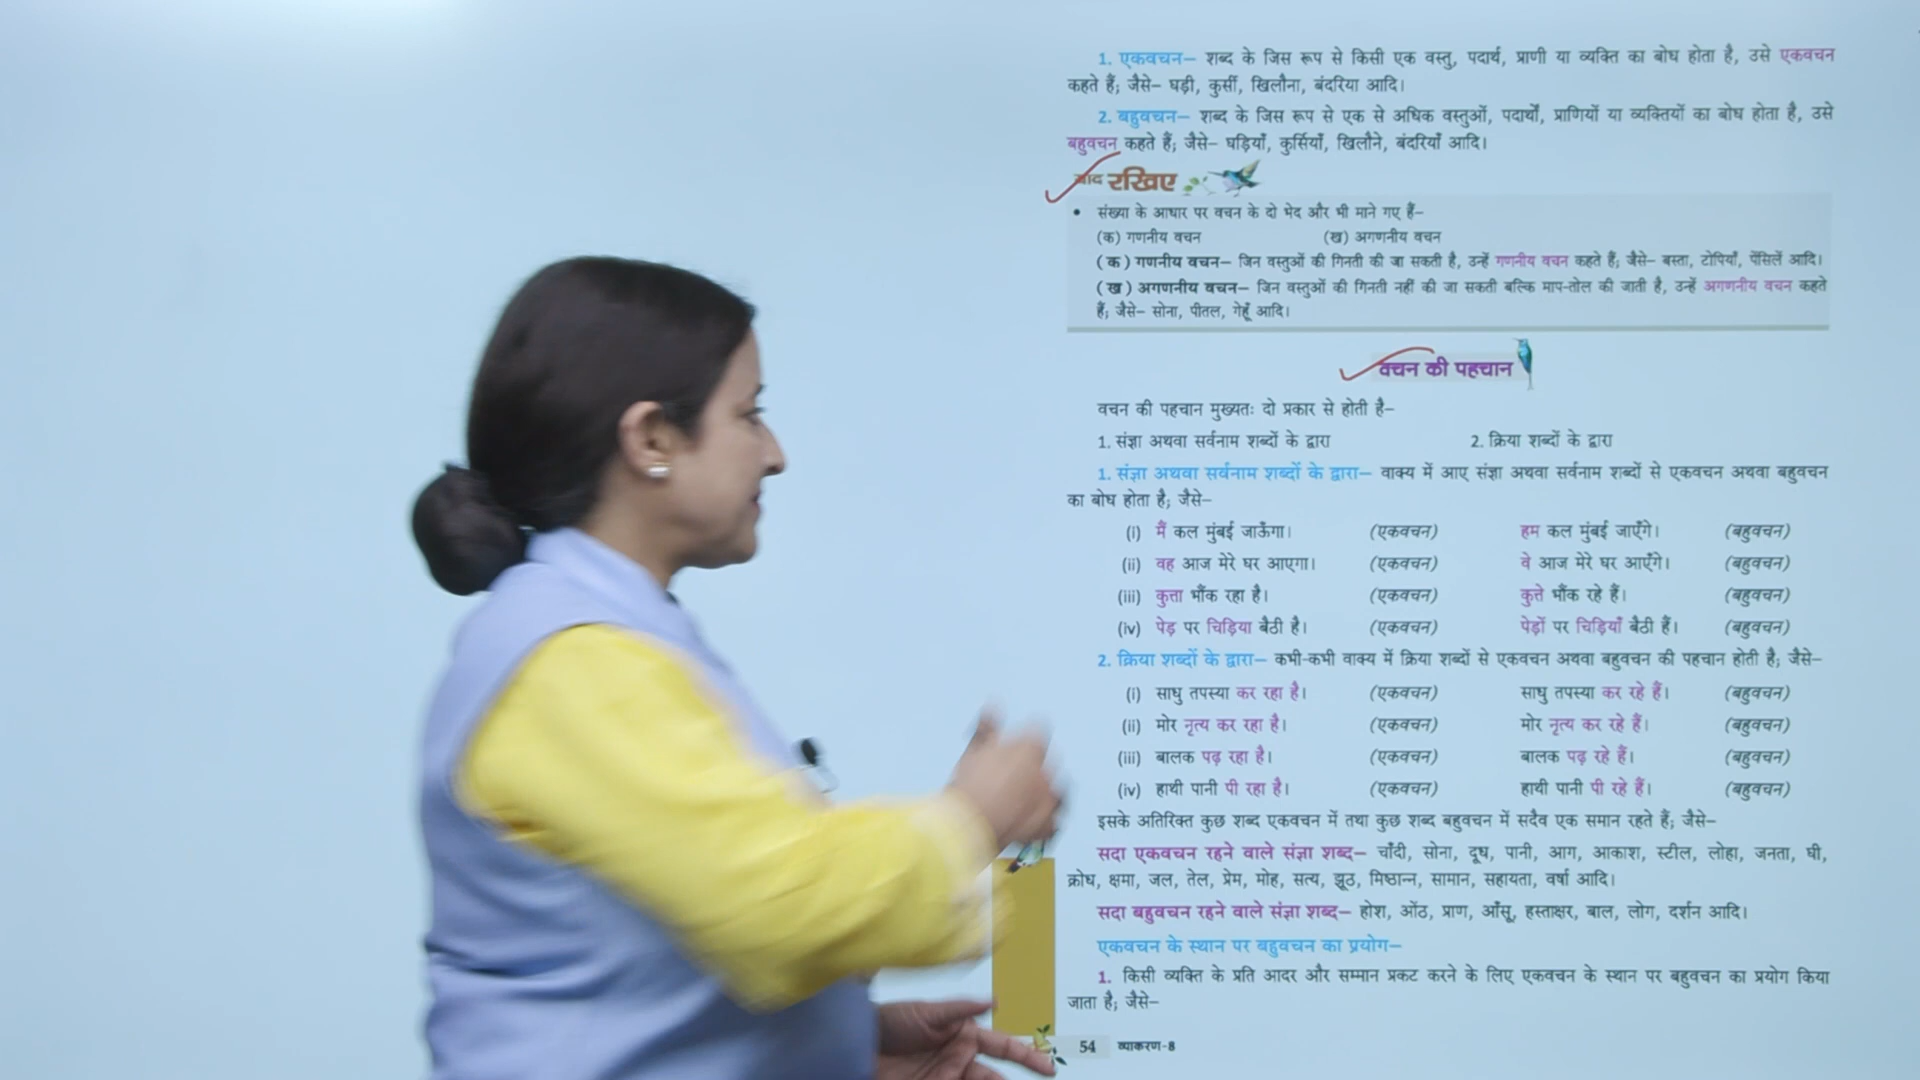 1. एकवचन– शब्द के जिस रूप से किसी एक वस्तु, पदार्थ, प्राणी या व्यक्ति का बोध होता है, उसे एकवचन
कहते हैं; जैसे– घड़ी, कुर्सी, खिलौना, बंदरिया आदि।
2. बहुवचन– शब्द के जिस रूप से एक से अधिक वस्तुओं, पदार्थों, प्राणियों या व्यक्तियों का बोध होता है, उसे
बहुवचन कहते हैं; जैसे– घड़ियाँ, कुर्सियाँ, खिलौने, बंदरियाँ आदि।
याद रखिए
• संख्या के आधार पर वचन के दो भेद और भी माने गए हैं–
(क) गणनीय वचन (ख) अगणनीय वचन
(क) गणनीय वचन– जिन वस्तुओं की गिनती की जा सकती है, उन्हें गणनीय वचन कहते हैं; जैसे– बस्ता, टोपियाँ, पेंसिलें आदि।
(ख) अगणनीय वचन– जिन वस्तुओं की गिनती नहीं की जा सकती बल्कि माप-तोल की जाती है, उन्हें अगणनीय वचन कहते
हैं; जैसे– सोना, पीतल, गेहूँ आदि।
वचन की पहचान
वचन की पहचान मुख्यतः दो प्रकार से होती है–
1. संज्ञा अथवा सर्वनाम शब्दों के द्वारा 2. क्रिया शब्दों के द्वारा
1. संज्ञा अथवा सर्वनाम शब्दों के द्वारा– वाक्य में आए संज्ञा अथवा सर्वनाम शब्दों से एकवचन अथवा बहुवचन
का बोध होता है; जैसे–
(i) मैं कल मुंबई जाऊँगा। (एकवचन) हम कल मुंबई जाएँगे। (बहुवचन)
(ii) वह आज मेरे घर आएगा। (एकवचन) वे आज मेरे घर आएँगे। (बहुवचन)
(iii) कुत्ता भौंक रहा है। (एकवचन) कुत्ते भौंक रहे हैं। (बहुवचन)
(iv) पेड़ पर चिड़िया बैठी है। (एकवचन) पेड़ों पर चिड़ियाँ बैठी हैं। (बहुवचन)
2. क्रिया शब्दों के द्वारा– कभी-कभी वाक्य में क्रिया शब्दों से एकवचन अथवा बहुवचन की पहचान होती है; जैसे–
(i) साधु तपस्या कर रहा है। (एकवचन) साधु तपस्या कर रहे हैं। (बहुवचन)
(ii) मोर नृत्य कर रहा है। (एकवचन) मोर नृत्य कर रहे हैं। (बहुवचन)
(iii) बालक पढ़ रहा है। (एकवचन) बालक पढ़ रहे हैं। (बहुवचन)
(iv) हाथी पानी पी रहा है। (एकवचन) हाथी पानी पी रहे हैं। (बहुवचन)
इसके अतिरिक्त कुछ शब्द एकवचन में तथा कुछ शब्द बहुवचन में सदैव एक समान रहते हैं; जैसे–
सदा एकवचन रहने वाले संज्ञा शब्द– चाँदी, सोना, दूध, पानी, आग, आकाश, स्टील, लोहा, जनता, घी,
क्रोध, क्षमा, जल, तेल, प्रेम, मोह, सत्य, झूठ, मिष्ठान्न, सामान, सहायता, वर्षा आदि।
सदा बहुवचन रहने वाले संज्ञा शब्द– होश, ओंठ, प्राण, आँसू, हस्ताक्षर, बाल, लोग, दर्शन आदि।
एकवचन के स्थान पर बहुवचन का प्रयोग–
1. किसी व्यक्ति के प्रति आदर और सम्मान प्रकट करने के लिए एकवचन के स्थान पर बहुवचन का प्रयोग किया
जाता है; जैसे–
54 व्याकरण-8